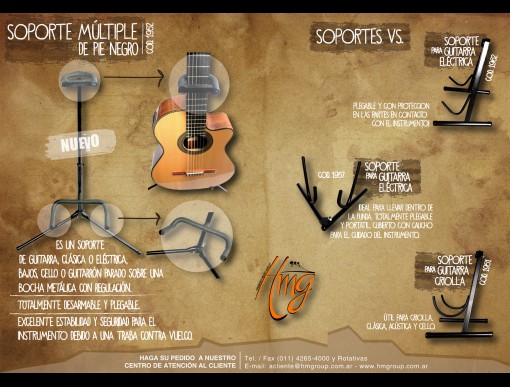 SOPORTE MÚLTIPLE
DE PIE NEGRO
COD. 1952
NUEVO
ES UN SOPORTE
DE GUITARRA, CLÁSICA O ELÉCTRICA,
BAJOS, CELLO O GUITARRÓN PARADO SOBRE UNA
BOCHA METÁLICA CON REGULACIÓN.
TOTALMENTE DESARMABLE Y PLEGABLE.
EXCELENTE ESTABILIDAD Y SEGURIDAD PARA EL
INSTRUMENTO DEBIDO A UNA TRABA CONTRA VUELCO.
SOPORTES VS.
SOPORTE
PARA GUITARRA
ELÉCTRICA
COD. 1962
PLEGABLE Y CON PROTECCION
EN LAS PARTES EN CONTACTO
CON EL INSTRUMENTO!
COD. 1957
SOPORTE
PARA GUITARRA
ELÉCTRICA
IDEAL PARA LLEVAR DENTRO DE
LA FUNDA, TOTALMENTE PLEGABLE
Y PORTATIL. CUBIERTO CON CAUCHO
PARA EL CUIDADO DEL INSTRUMENTO.
Hmg
SOPORTE
PARA GUITARRA
CRIOLLA
COD. 1951
ÚTIL PARA CRIOLLA,
CLÁSICA, ACÚSTICA Y CELLO
HAGA SU PEDIDO A NUESTRO
CENTRO DE ATENCIÓN AL CLIENTE
Tel. / Fax (011) 4265-4000 y Rotativas
E-mail: acliente@hmgroup.com.ar - www.hmgroup.com.ar